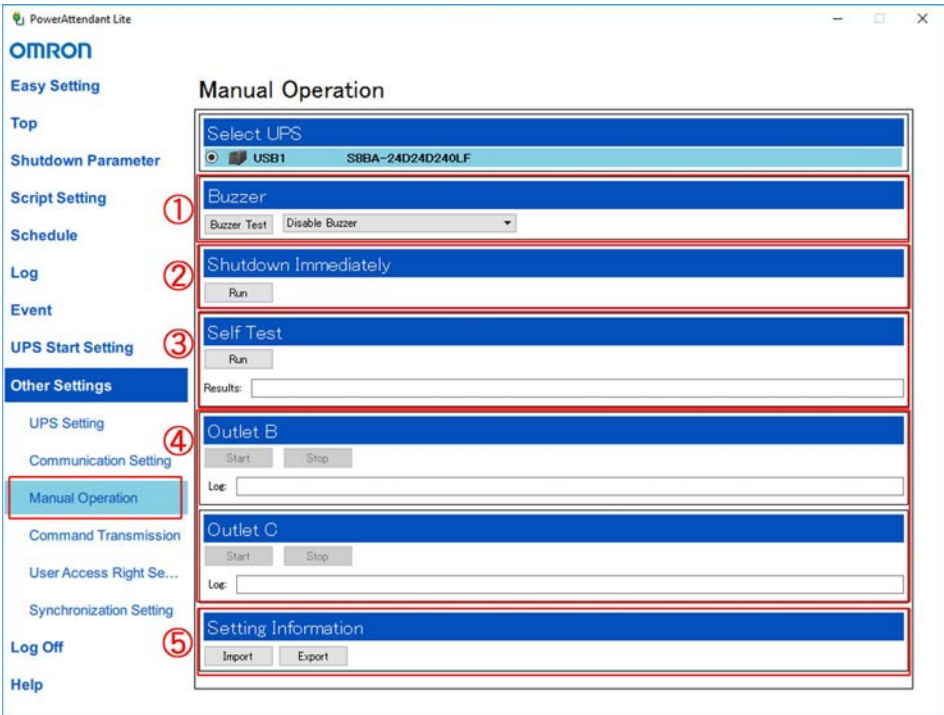 PowerAttendant Lite
OMRON
Easy Setting
Top
Shutdown Parameter
Script Setting
Schedule
Log
Event
UPS Start Setting
Other Settings
UPS Setting
Communication Setting
Manual Operation
Command Transmission
User Access Right Se...
Synchronization Setting
Log Off
Help
Manual Operation
Select UPS
USB1 S8BA-24D24D240LF
① Buzzer
Buzzer Test Disable Buzzer
② Shutdown Immediately
Run
③ Self Test
Run
Results:
④ Outlet B
Start Stop
Log:
Outlet C
Start Stop
Log:
⑤ Setting Information
Import Export